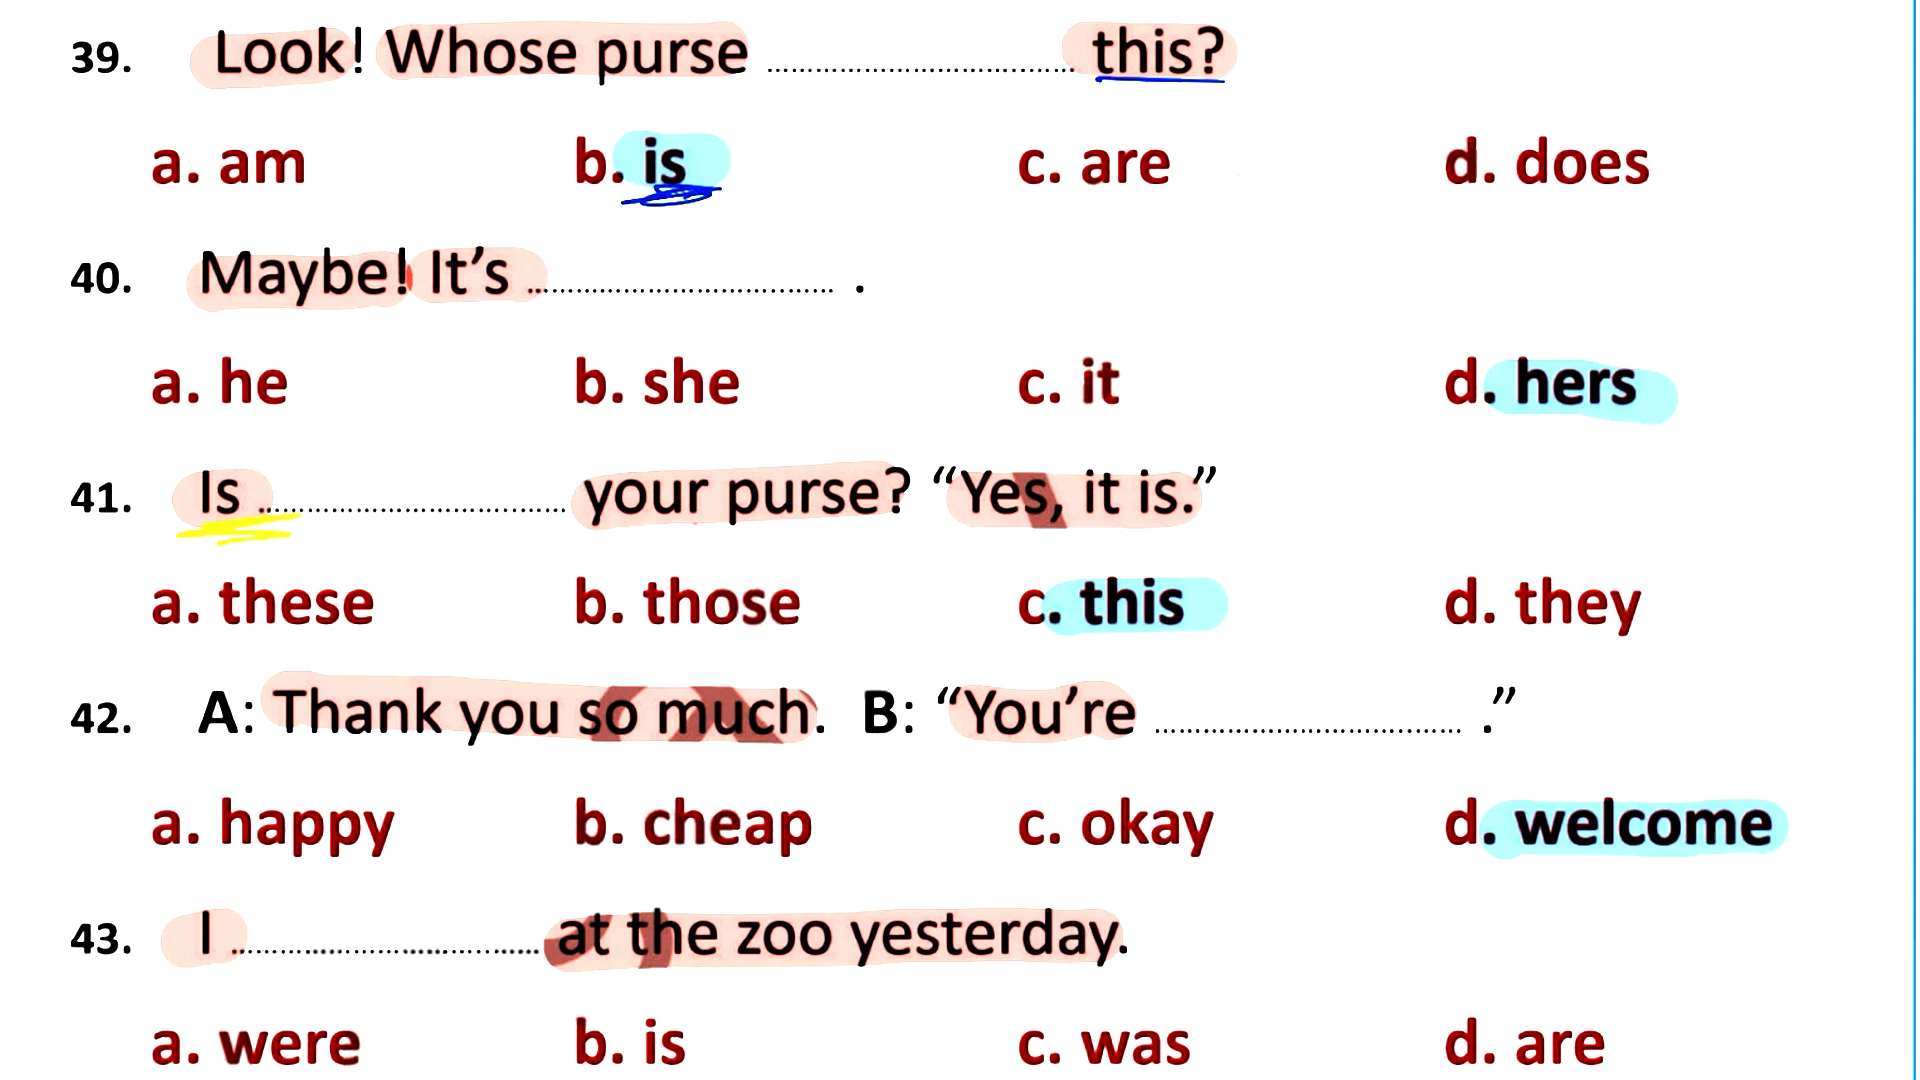 39. Look! Whose purse ........................ this?
a. am b. is c. are d. does
40. Maybe! It’s ........................ .
a. he b. she c. it d. hers
41. Is ........................ your purse? “Yes, it is.”
a. these b. those c. this d. they
42. A: Thank you so much. B: “You’re ........................ .”
a. happy b. cheap c. okay d. welcome
43. I ........................ at the zoo yesterday.
a. were b. is c. was d. are